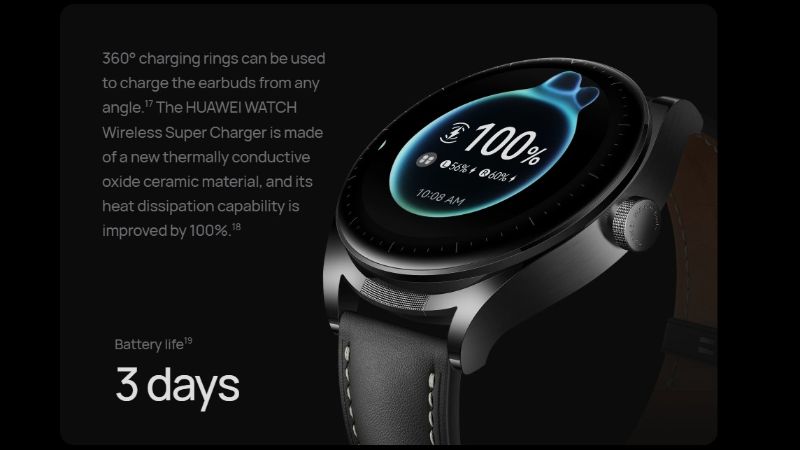 360° charging rings can be used
to charge the earbuds from any
angle.17 The HUAWEI WATCH
Wireless Super Charger is made
of a new thermally conductive
oxide ceramic material, and its
heat dissipation capability is
improved by 100%.18
100%
L 56% R 60%
10:08 AM
Battery life19
3 days